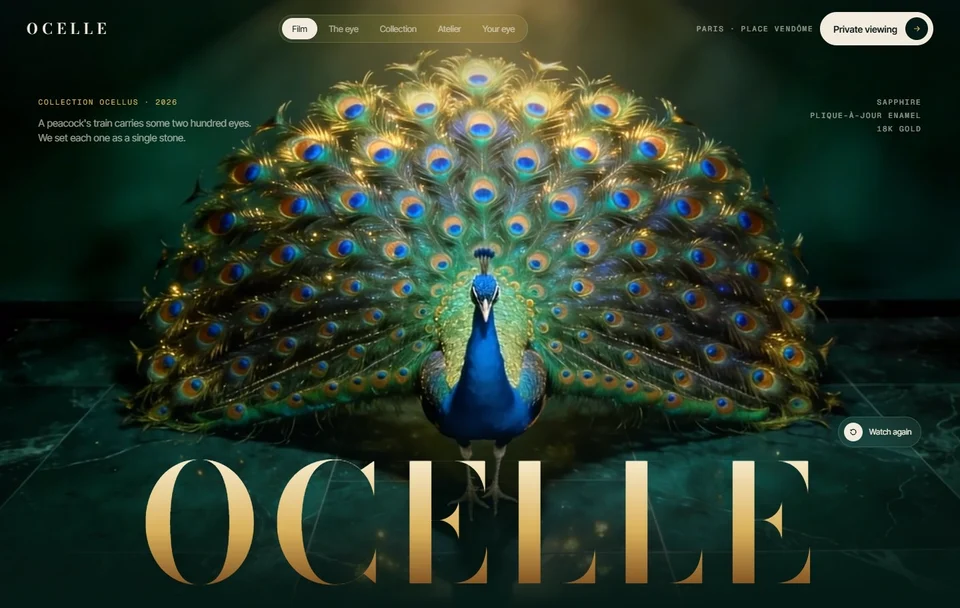 OCELLE
Film
The eye
Collection
Atelier
Your eye
PARIS · PLACE VENDÔME
Private viewing
COLLECTION OCELLUS · 2026
A peacock's train carries some two hundred eyes.
We set each one as a single stone.
SAPPHIRE
PLIQUE-À-JOUR ENAMEL
18K GOLD
Watch again
OCELLE